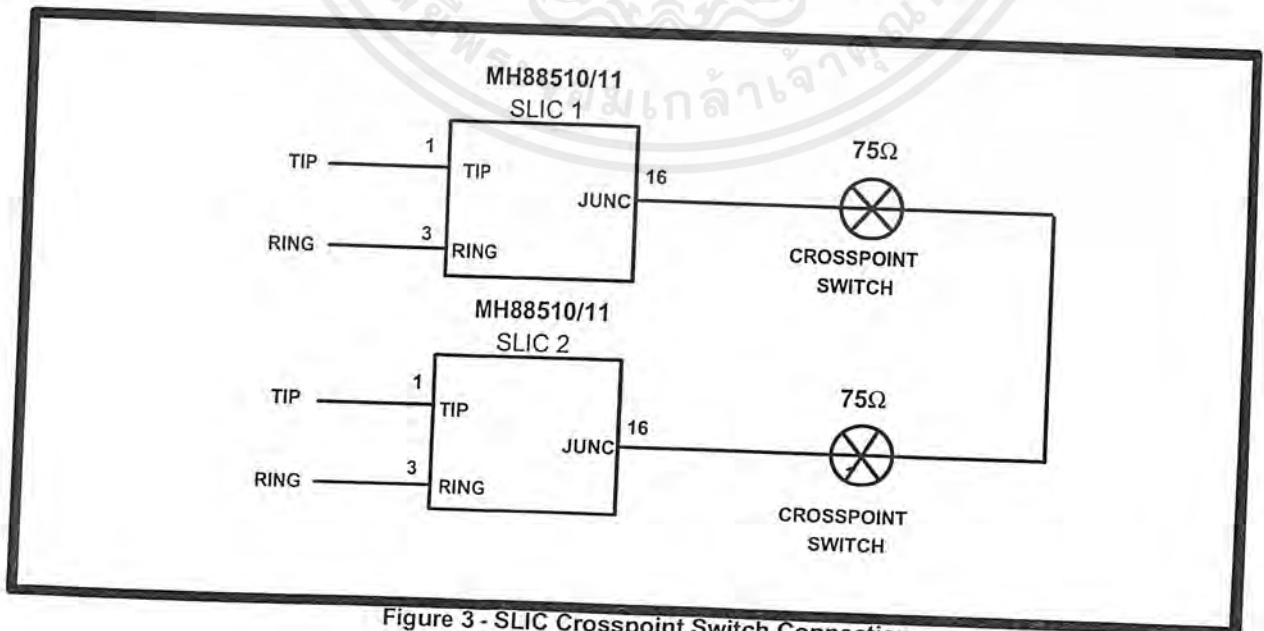 MH88510/11
SLIC 1
TIP
1
TIP
RING
3
RING
JUNC
16
75Ω
CROSSPOINT
SWITCH
MH88510/11
SLIC 2
TIP
1
TIP
RING
3
RING
JUNC
16
75Ω
CROSSPOINT
SWITCH
Figure 3 - SLIC Crosspoint Switch